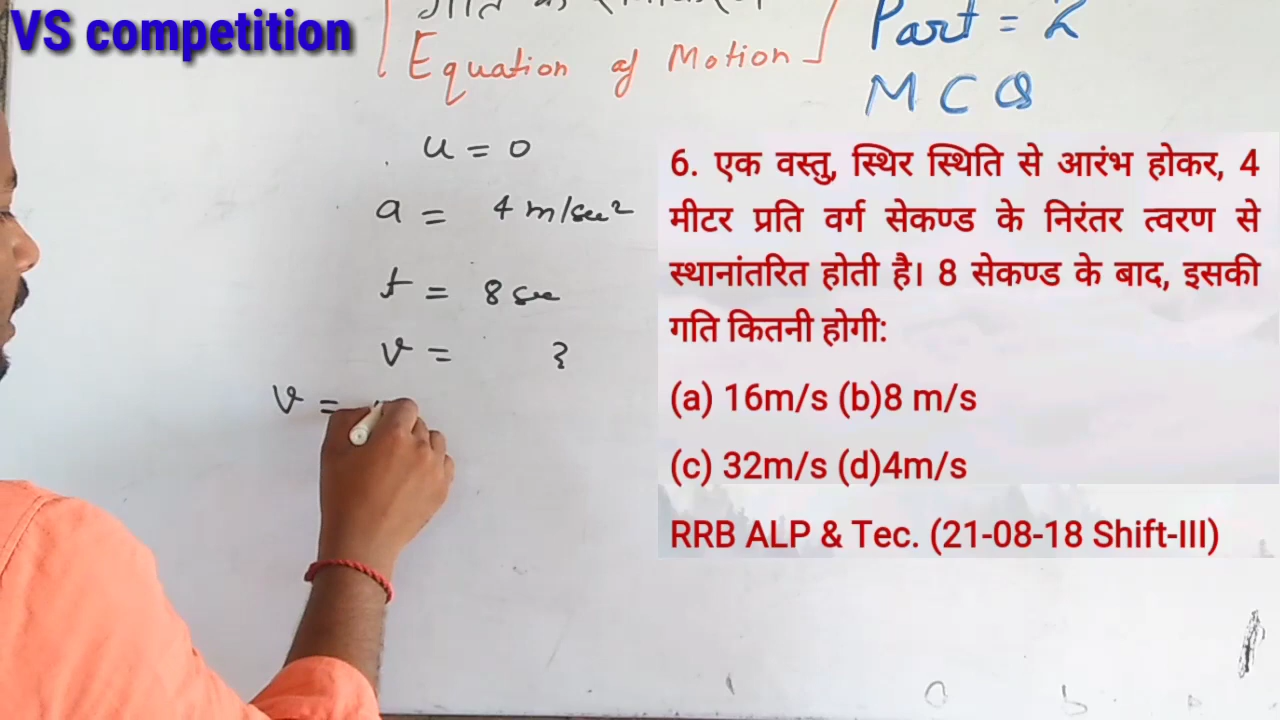 VS competition
Equation of Motion
Part = 2
M C Q
u = 0
a = 4 m/sec²
t = 8 sec
v = ?
v =
6. एक वस्तु, स्थिर स्थिति से आरंभ होकर, 4
मीटर प्रति वर्ग सेकण्ड के निरंतर त्वरण से
स्थानांतरित होती है। 8 सेकण्ड के बाद, इसकी
गति कितनी होगी:
(a) 16m/s (b)8 m/s
(c) 32m/s (d)4m/s
RRB ALP & Tec. (21-08-18 Shift-III)